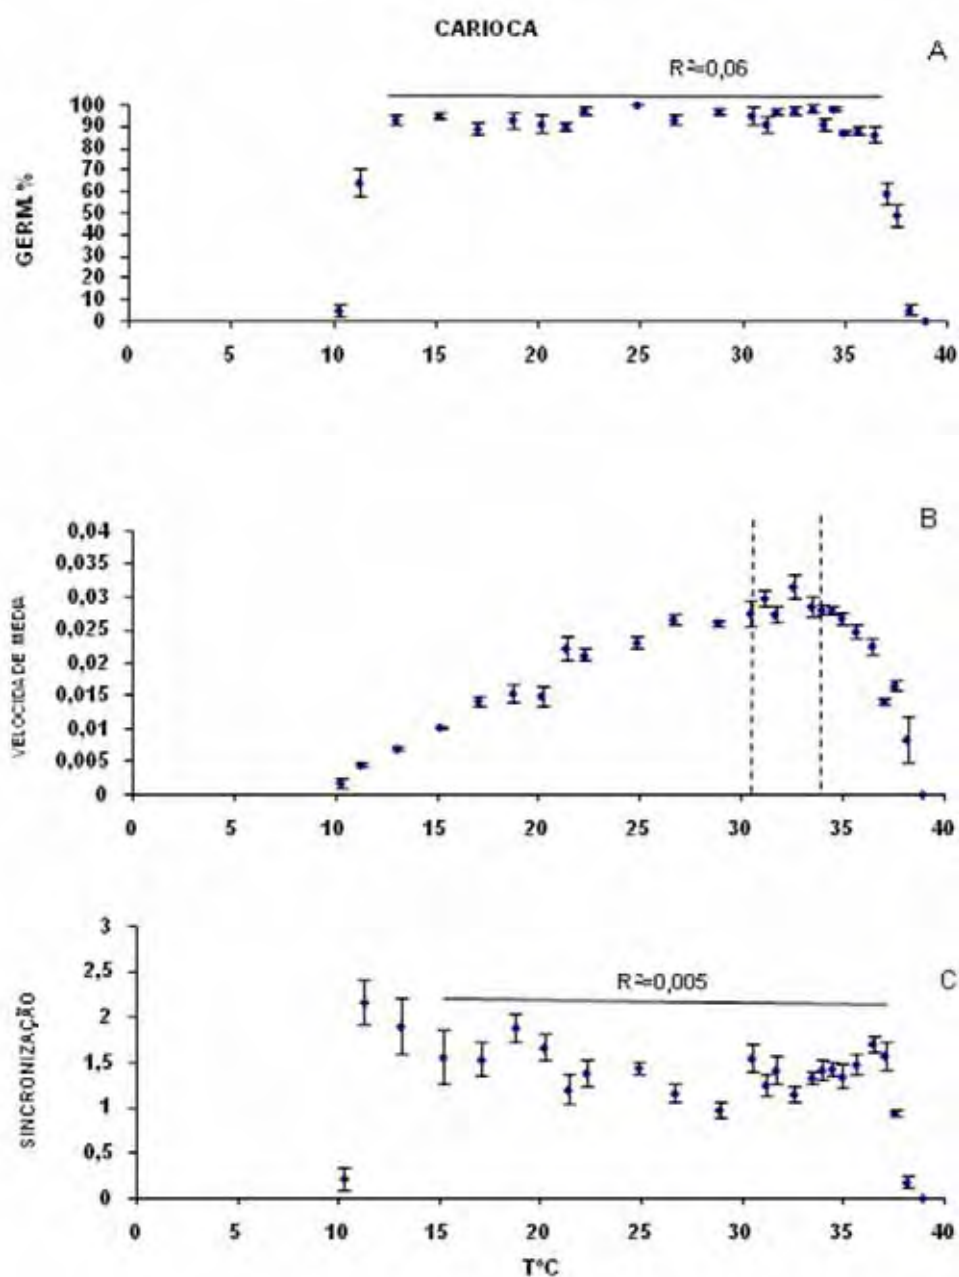 CARIOCA
A
R²=0,06
GERM. %
100
90
80
70
60
50
40
30
20
10
0
0 5 10 15 20 25 30 35 40
B
VELOCIDADE MEDIA
0,04
0,035
0,03
0,025
0,02
0,015
0,01
0,005
0
0 5 10 15 20 25 30 35 40
C
R²=0,005
SINCRONIZAÇÃO
3
2,5
2
1,5
1
0,5
0
0 5 10 15 20 25 30 35 40
TºC